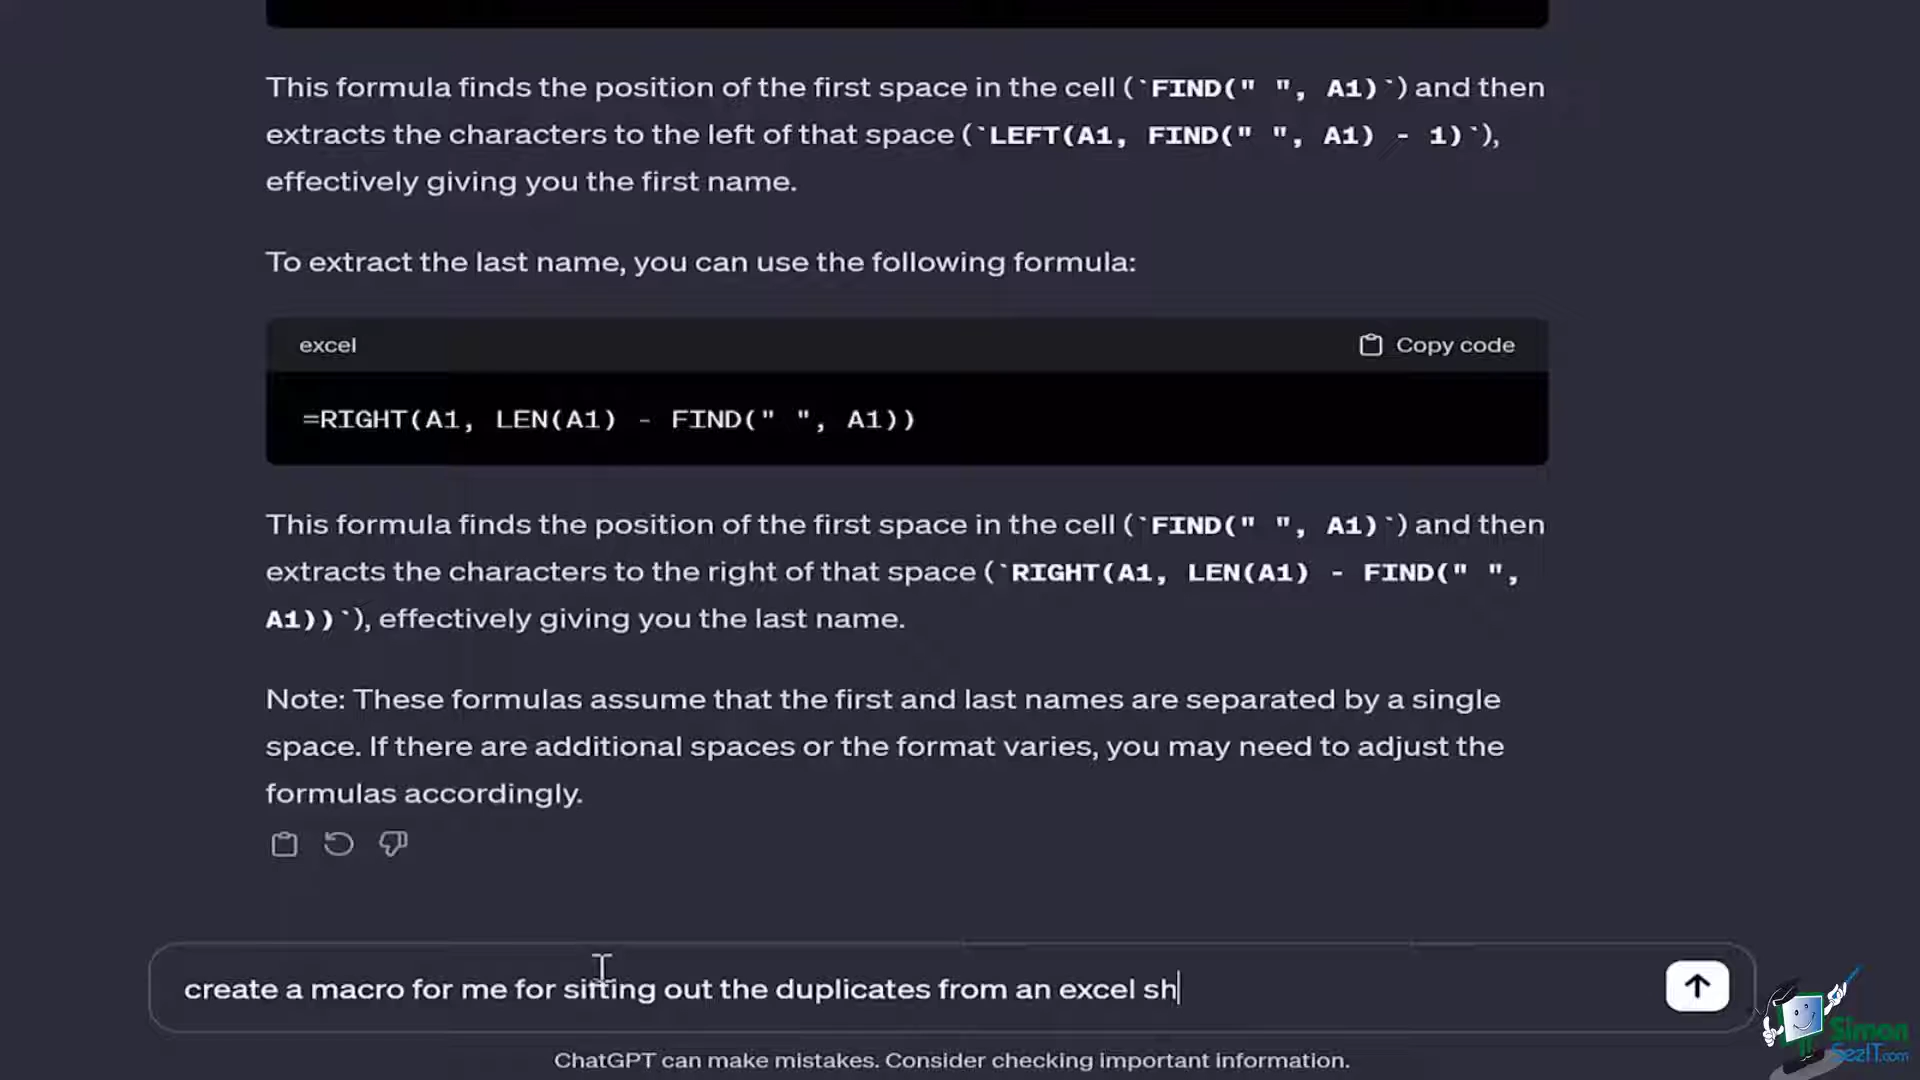 This formula finds the position of the first space in the cell (`FIND(" ", A1)`) and then
extracts the characters to the left of that space (`LEFT(A1, FIND(" ", A1) - 1)`),
effectively giving you the first name.
To extract the last name, you can use the following formula:
excel
Copy code
=RIGHT(A1, LEN(A1) - FIND(" ", A1))
This formula finds the position of the first space in the cell (`FIND(" ", A1)`) and then
extracts the characters to the right of that space (`RIGHT(A1, LEN(A1) - FIND(" ",
A1))`), effectively giving you the last name.
Note: These formulas assume that the first and last names are separated by a single
space. If there are additional spaces or the format varies, you may need to adjust the
formulas accordingly.
create a macro for me for sitting out the duplicates from an excel sh
ChatGPT can make mistakes. Consider checking important information.
Simon
SezIT.com